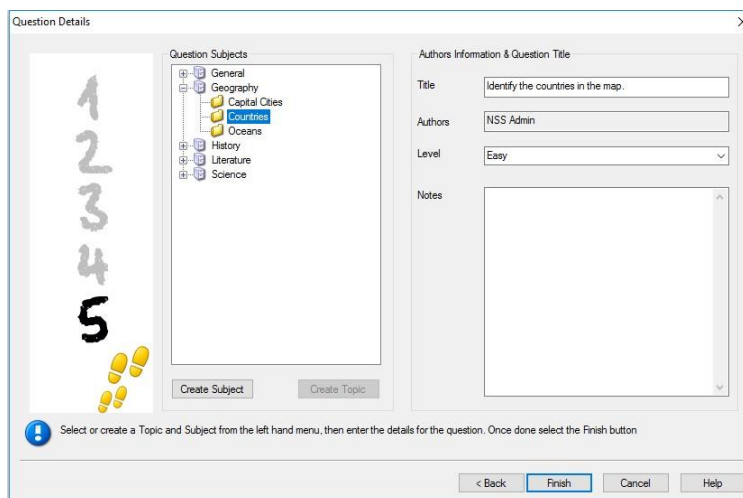 Question Details
1
2
3
4
5
Question Subjects
General
Geography
Capital Cities
Countries
Oceans
History
Literature
Science
Create Subject
Create Topic
Authors Information & Question Title
Title
Identify the countries in the map.
Authors
NSS Admin
Level
Easy
Notes
Select or create a Topic and Subject from the left hand menu, then enter the details for the question. Once done select the Finish button
< Back
Finish
Cancel
Help